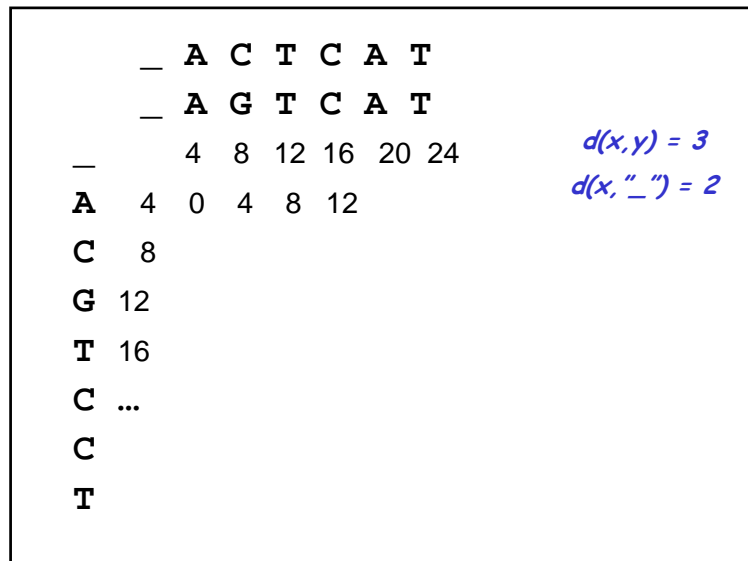 _ A C T C A T
_ A G T C A T
_ 4 8 12 16 20 24
d(x,y) = 3
A 4 0 4 8 12
d(x,"_") = 2
C 8
G 12
T 16
C ...
C
T